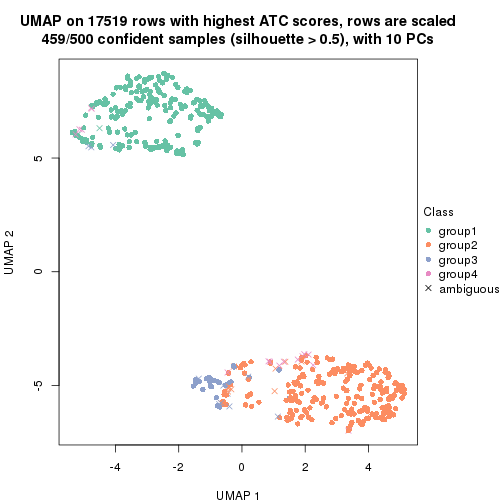 UMAP on 17519 rows with highest ATC scores, rows are scaled
459/500 confident samples (silhouette > 0.5), with 10 PCs
5
0
-5
UMAP 2
-4
-2
0
2
4
UMAP 1
Class
group1
group2
group3
group4
ambiguous